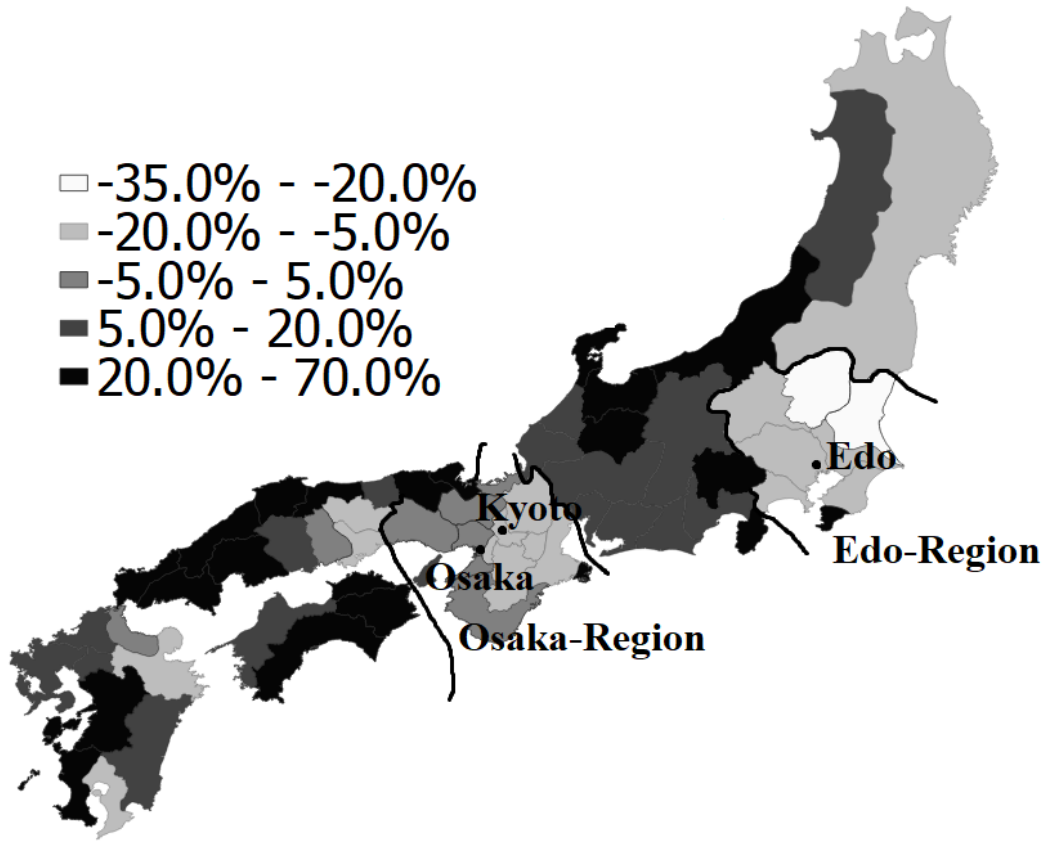 -35.0% - -20.0%
-20.0% - -5.0%
-5.0% - 5.0%
5.0% - 20.0%
20.0% - 70.0%
Edo
Kyoto
Edo-Region
Osaka
Osaka-Region